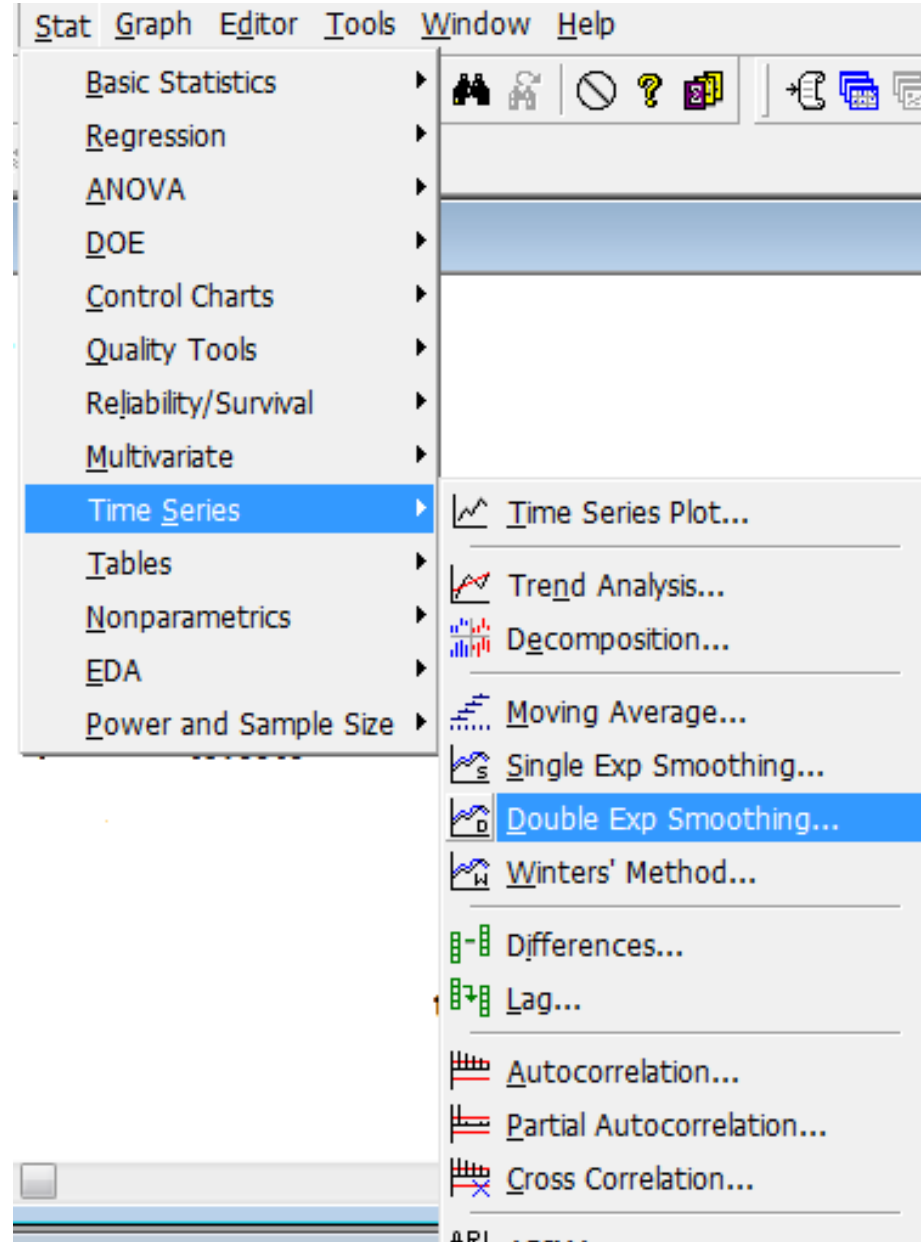 Stat Graph Editor Tools Window Help
Basic Statistics
Regression
ANOVA
DOE
Control Charts
Quality Tools
Reliability/Survival
Multivariate
Time Series
Tables
Nonparametrics
EDA
Power and Sample Size
Time Series Plot...
Trend Analysis...
Decomposition...
Moving Average...
Single Exp Smoothing...
Double Exp Smoothing...
Winters' Method...
Differences...
Lag...
Autocorrelation...
Partial Autocorrelation...
Cross Correlation...